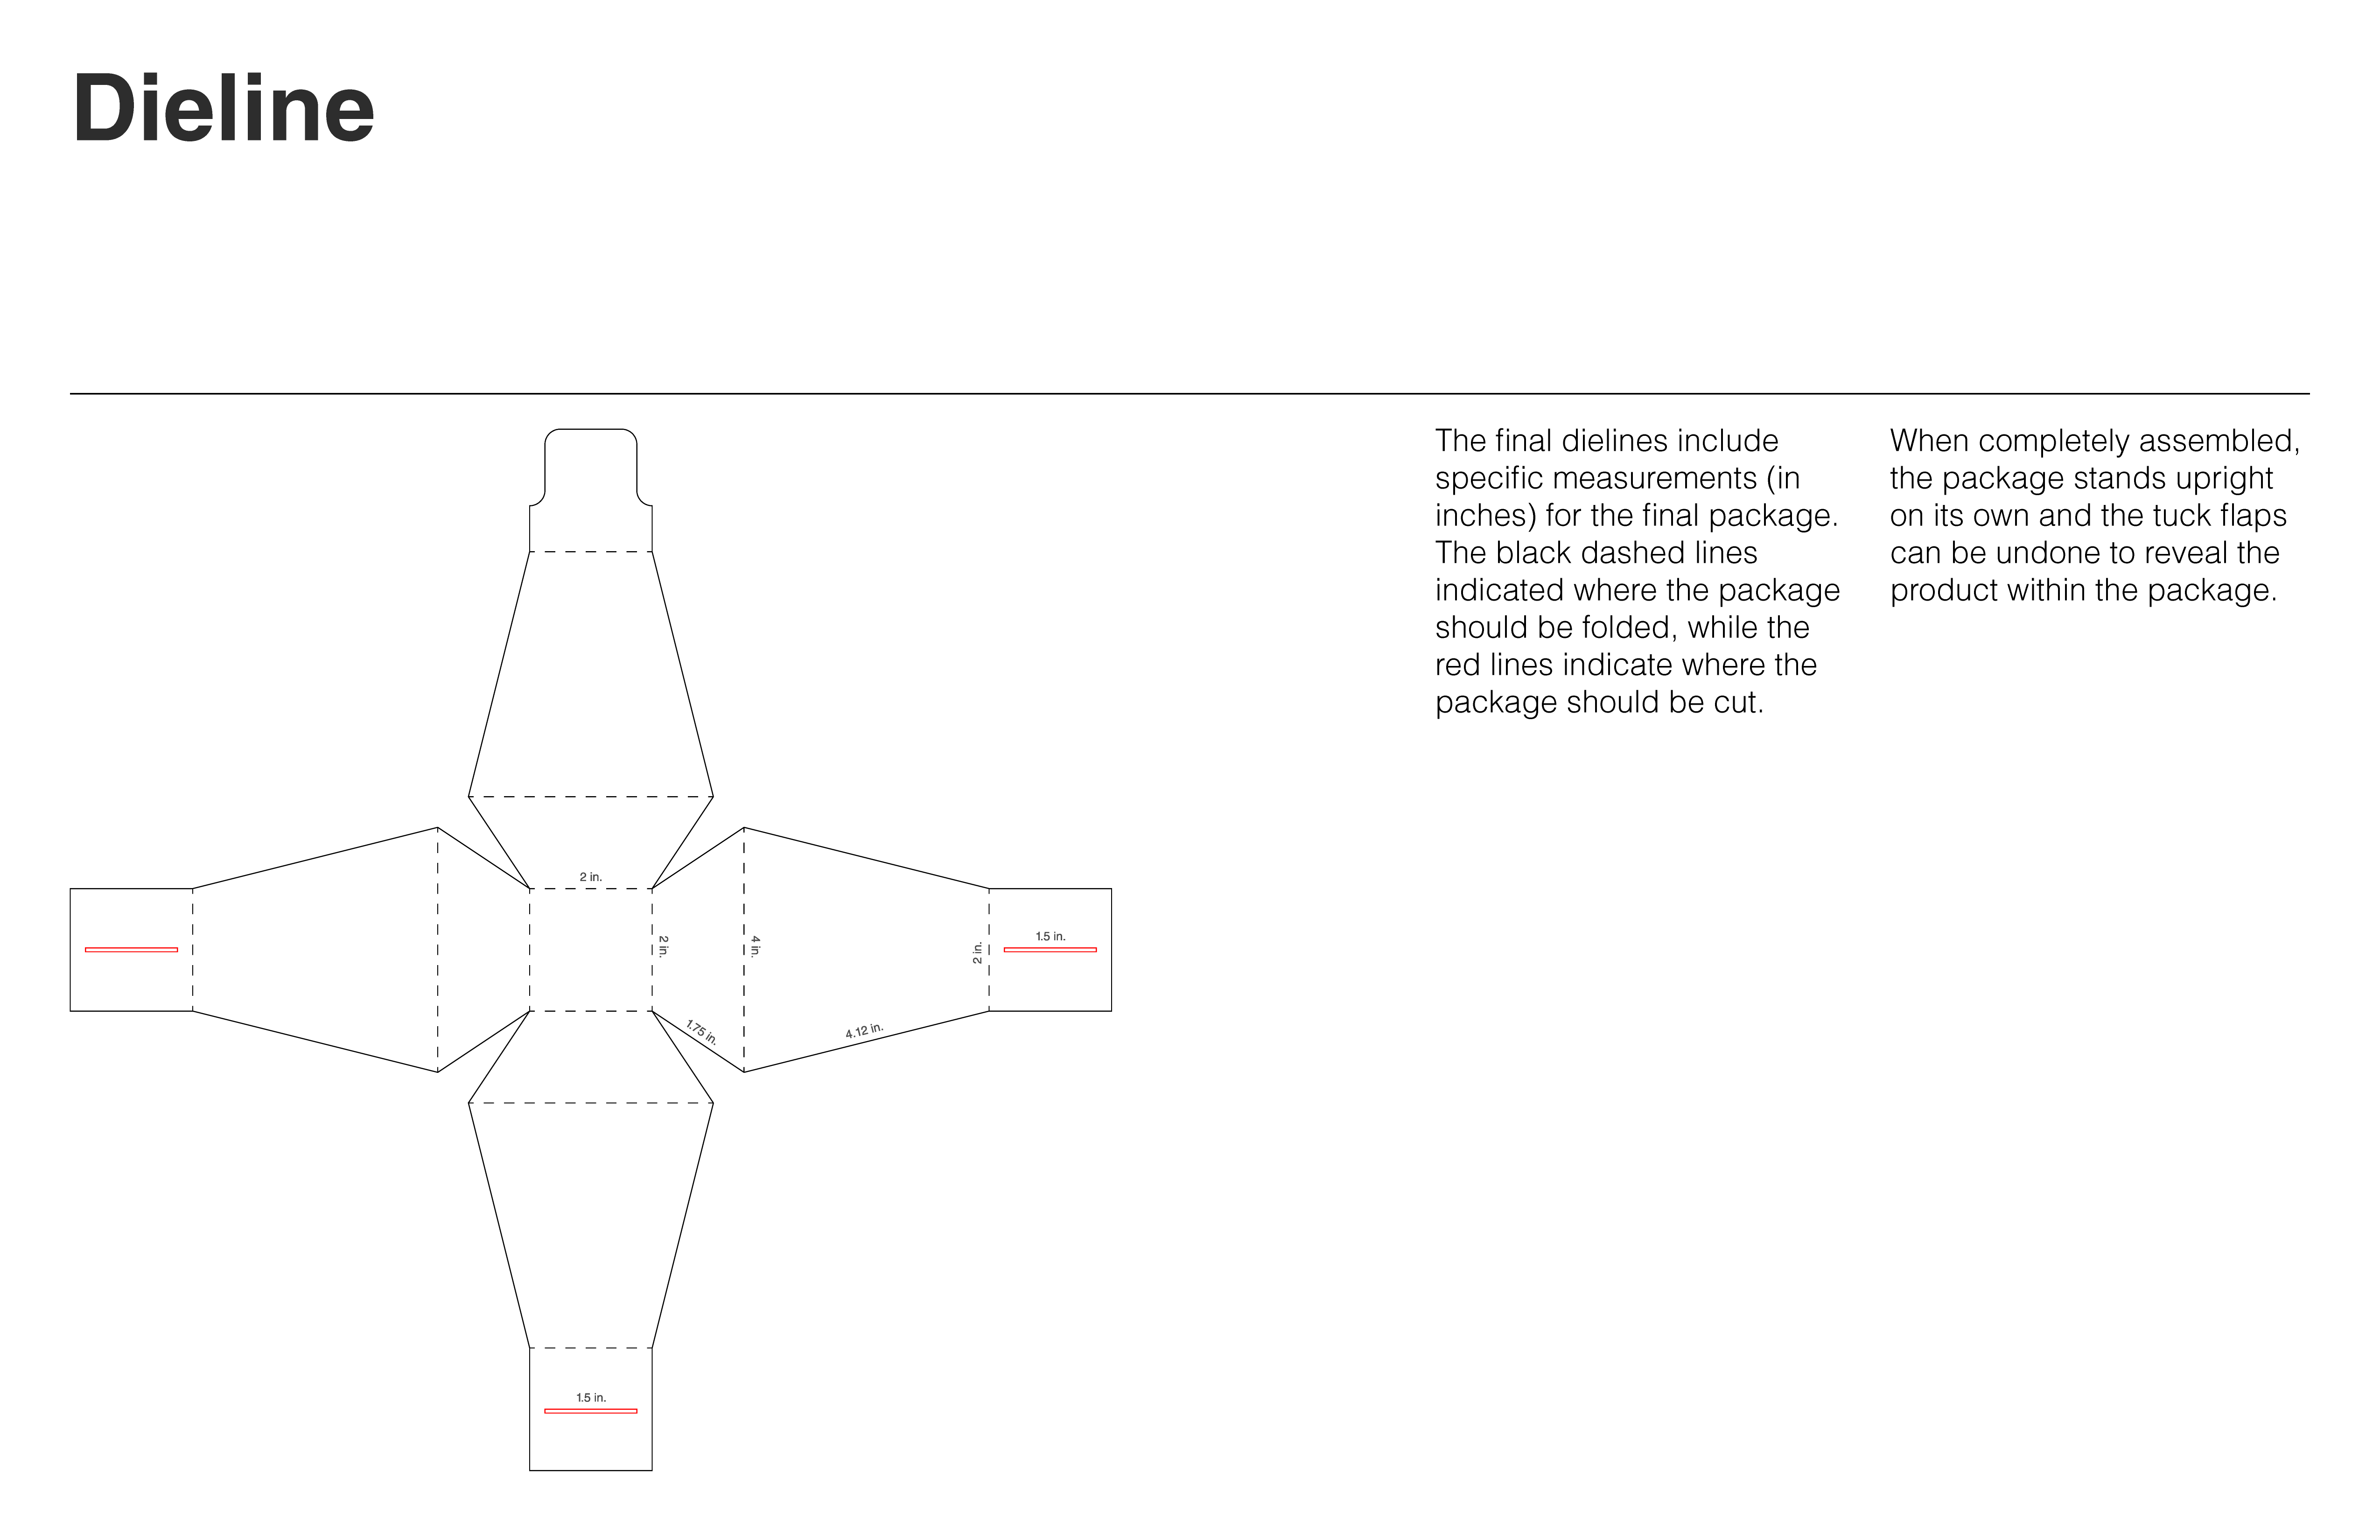 Dieline
The final dielines include
specific measurements (in
inches) for the final package.
The black dashed lines
indicated where the package
should be folded, while the
red lines indicate where the
package should be cut.
When completely assembled,
the package stands upright
on its own and the tuck flaps
can be undone to reveal the
product within the package.
2 in.
2 in.
4 in.
2 in.
1.5 in.
1.75 in.
4.12 in.
1.5 in.